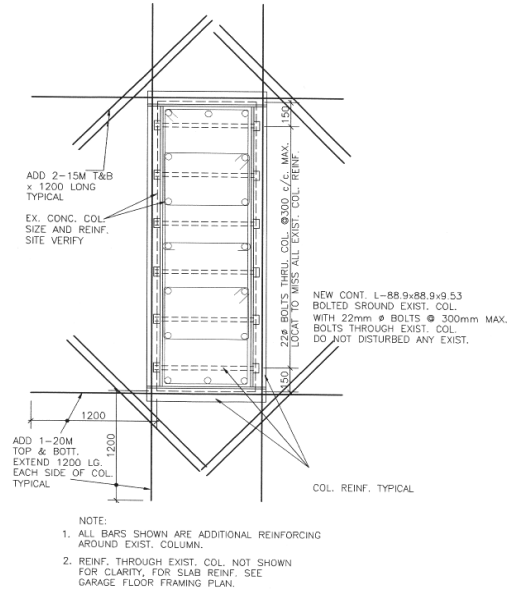 ADD 2-15M T&B
x 1200 LONG
TYPICAL
EX. CONC. COL.
SIZE AND REINF.
SITE VERIFY
150
22ø BOLTS THRU. COL. @300 c/c. MAX.
LOCAT TO MISS ALL EXIST. COL. REINF.
150
NEW CONT. L-88.9x88.9x9.53
BOLTED SROUND EXIST. COL.
WITH 22mm ø BOLTS @ 300mm MAX.
BOLTS THROUGH EXIST. COL.
DO NOT DISTURBED ANY EXIST.
1200
1200
ADD 1-20M
TOP & BOTT.
EXTEND 1200 LG.
EACH SIDE OF COL.
TYPICAL
COL. REINF. TYPICAL
NOTE:
1. ALL BARS SHOWN ARE ADDITIONAL REINFORCING
AROUND EXIST. COLUMN.
2. REINF. THROUGH EXIST. COL. NOT SHOWN
FOR CLARITY, FOR SLAB REINF. SEE
GARAGE FLOOR FRAMING PLAN.